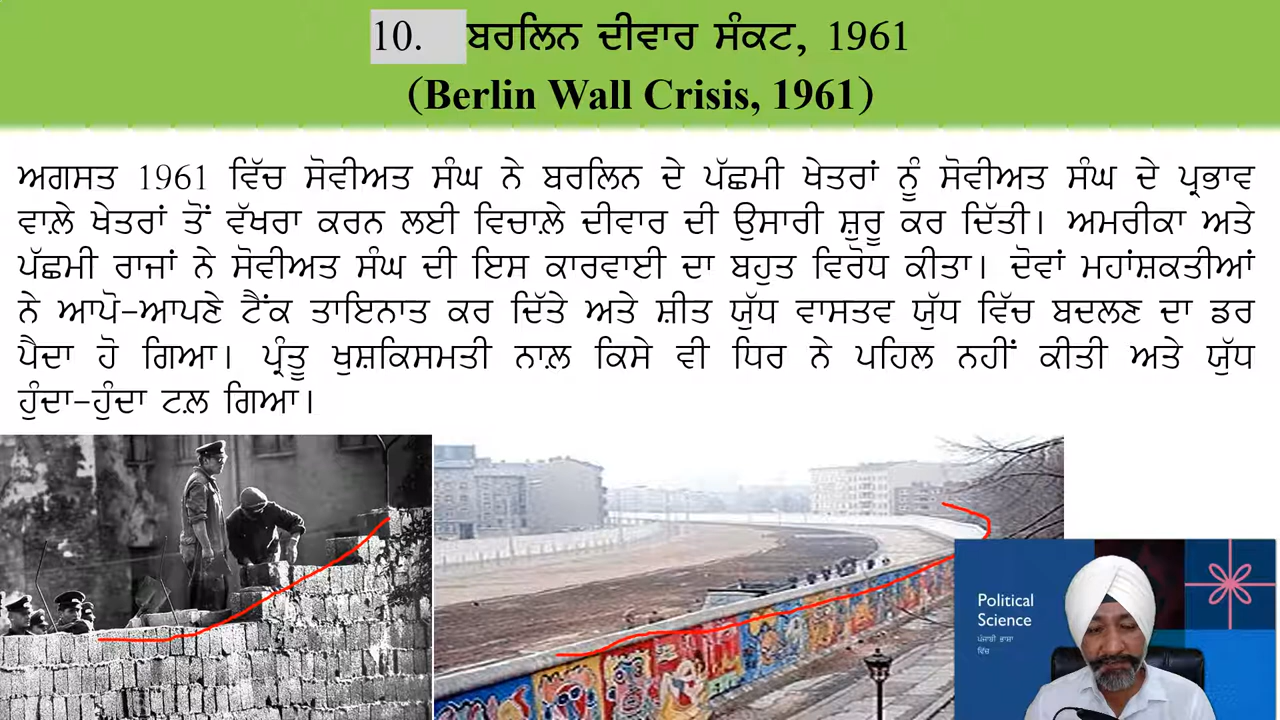 10. ਬਰਲਿਨ ਦੀਵਾਰ ਸੰਕਟ, 1961
(Berlin Wall Crisis, 1961)
ਅਗਸਤ 1961 ਵਿੱਚ ਸੋਵੀਅਤ ਸੰਘ ਨੇ ਬਰਲਿਨ ਦੇ ਪੱਛਮੀ ਖੇਤਰਾਂ ਨੂੰ ਸੋਵੀਅਤ ਸੰਘ ਦੇ ਪ੍ਰਭਾਵ
ਵਾਲ਼ੇ ਖੇਤਰਾਂ ਤੋਂ ਵੱਖਰਾ ਕਰਨ ਲਈ ਵਿਚਾਲ਼ੇ ਦੀਵਾਰ ਦੀ ਉਸਾਰੀ ਸ਼ੁਰੂ ਕਰ ਦਿੱਤੀ। ਅਮਰੀਕਾ ਅਤੇ
ਪੱਛਮੀ ਰਾਜਾਂ ਨੇ ਸੋਵੀਅਤ ਸੰਘ ਦੀ ਇਸ ਕਾਰਵਾਈ ਦਾ ਬਹੁਤ ਵਿਰੋਧ ਕੀਤਾ। ਦੋਵਾਂ ਮਹਾਂਸ਼ਕਤੀਆਂ
ਨੇ ਆਪੋ-ਆਪਣੇ ਟੈਂਕ ਤਾਇਨਾਤ ਕਰ ਦਿੱਤੇ ਅਤੇ ਸ਼ੀਤ ਯੁੱਧ ਵਾਸਤਵ ਯੁੱਧ ਵਿੱਚ ਬਦਲਣ ਦਾ ਡਰ
ਪੈਦਾ ਹੋ ਗਿਆ। ਪ੍ਰੰਤੂ ਖੁਸ਼ਕਿਸਮਤੀ ਨਾਲ਼ ਕਿਸੇ ਵੀ ਧਿਰ ਨੇ ਪਹਿਲ ਨਹੀਂ ਕੀਤੀ ਅਤੇ ਯੁੱਧ
ਹੁੰਦਾ-ਹੁੰਦਾ ਟਲ਼ ਗਿਆ।
Political
Science
ਪੰਜਾਬੀ ਭਾਸ਼ਾ
ਵਿੱਚ